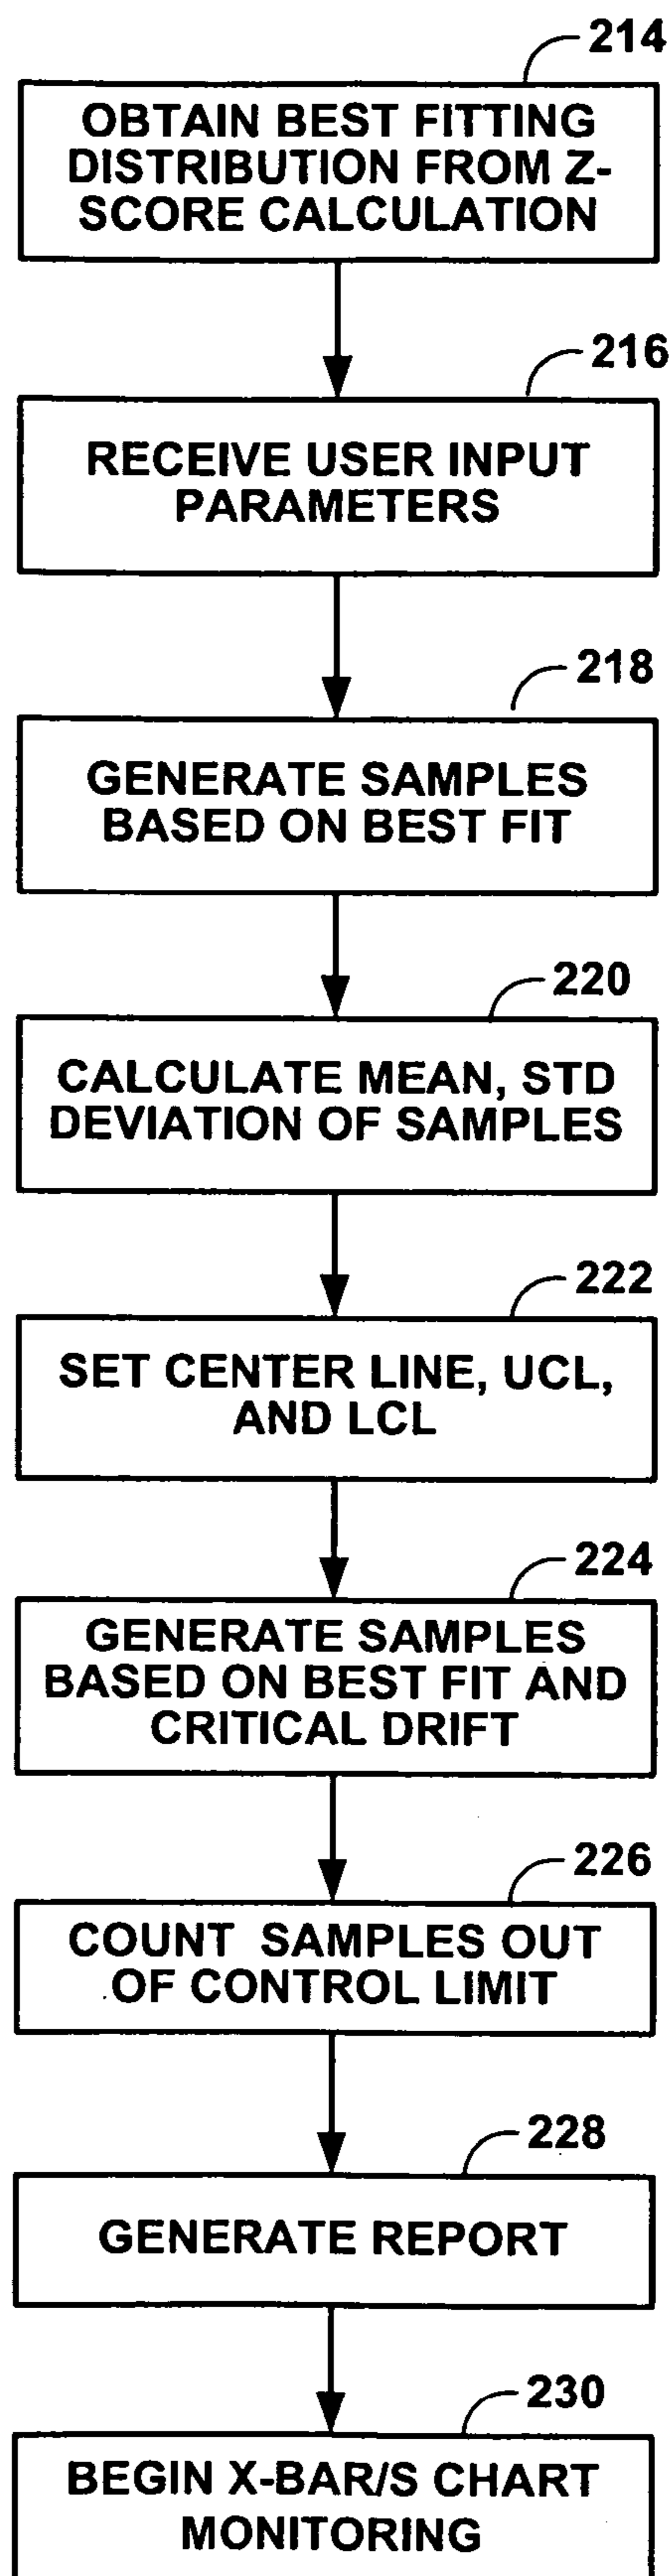 214
OBTAIN BEST FITTING
DISTRIBUTION FROM Z-
SCORE CALCULATION
216
RECEIVE USER INPUT
PARAMETERS
218
GENERATE SAMPLES
BASED ON BEST FIT
220
CALCULATE MEAN, STD
DEVIATION OF SAMPLES
222
SET CENTER LINE, UCL,
AND LCL
224
GENERATE SAMPLES
BASED ON BEST FIT AND
CRITICAL DRIFT
226
COUNT SAMPLES OUT
OF CONTROL LIMIT
228
GENERATE REPORT
230
BEGIN X-BAR/S CHART
MONITORING